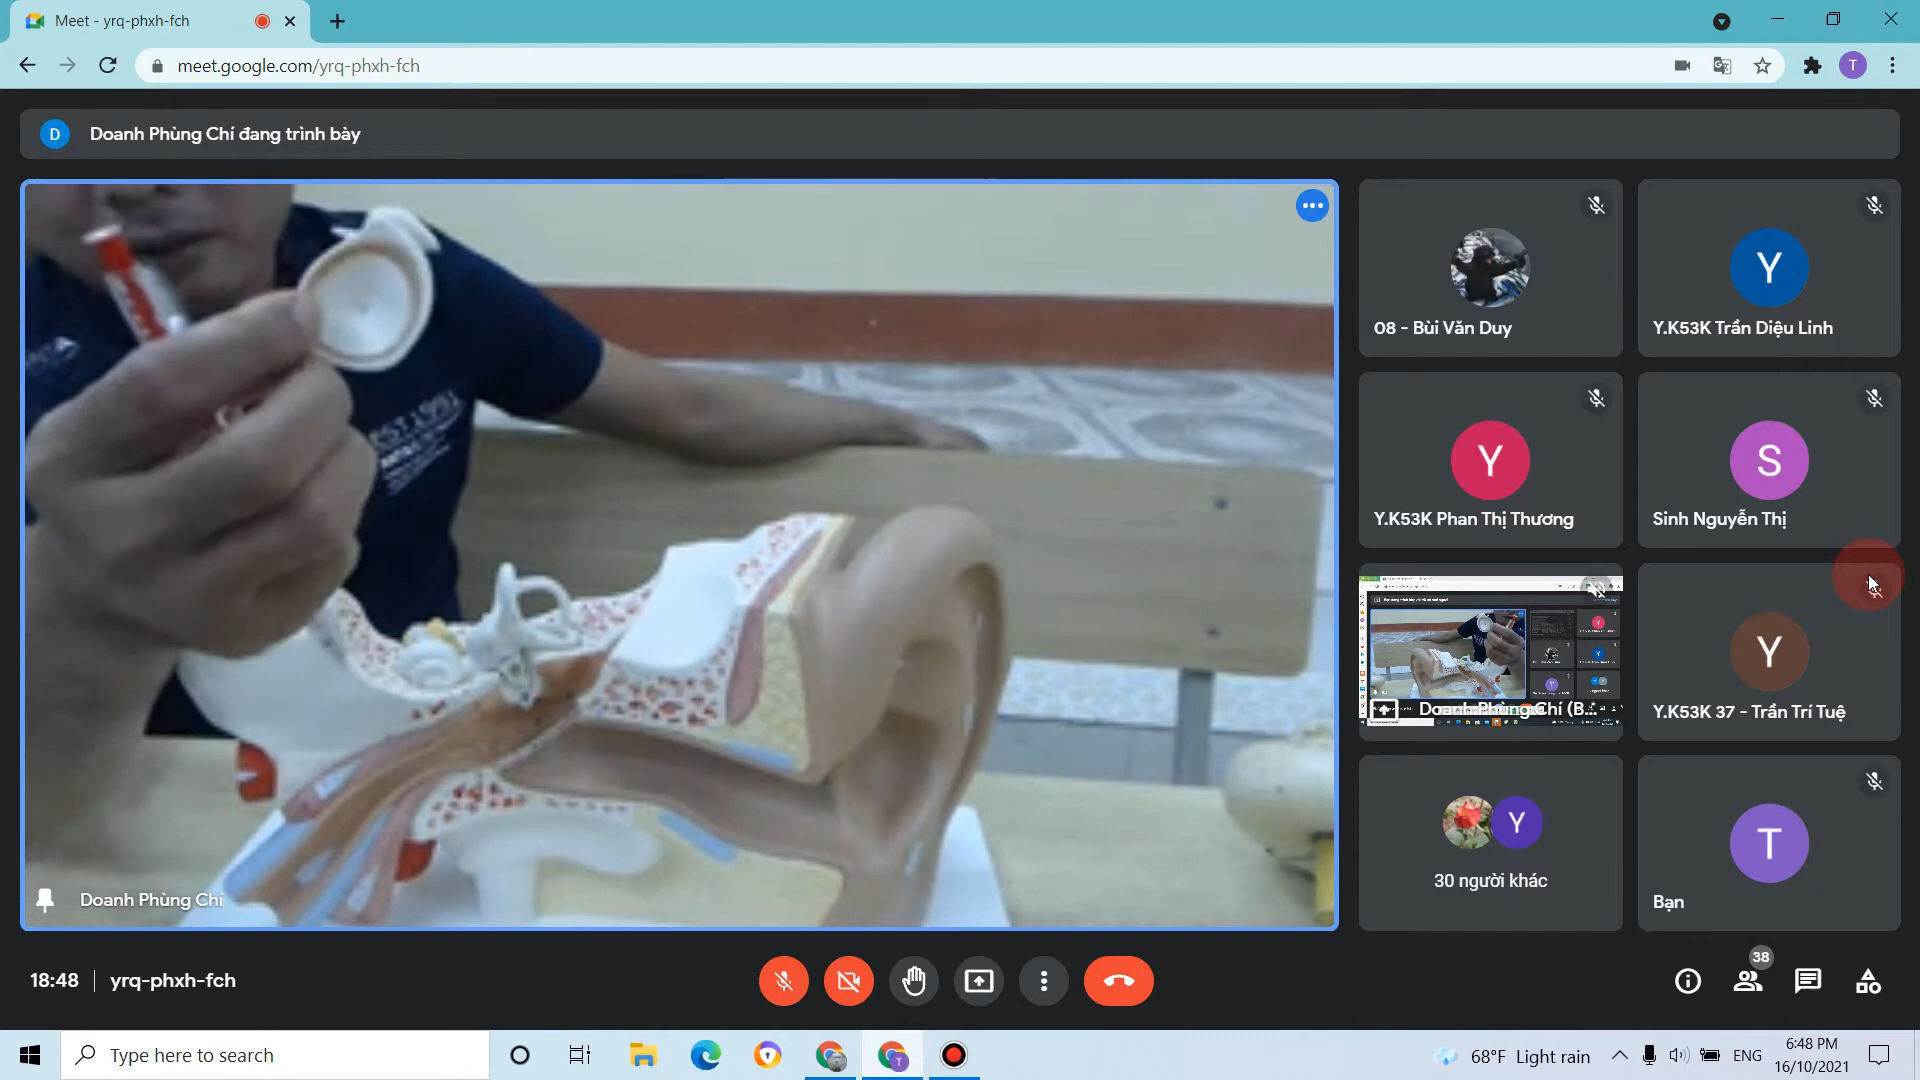 Meet - yrq-phxh-fch
meet.google.com/yrq-phxh-fch
T
D
Doanh Phùng Chí đang trình bày
08 - Bùi Văn Duy
Y
Y.K53K Trần Diệu Linh
Y
Y.K53K Phan Thị Thương
S
Sinh Nguyễn Thị
Doanh Phùng Chí (B...
Y
Y.K53K 37 - Trần Trí Tuệ
Y
30 người khác
T
Bạn
Doanh Phùng Chí
18:48
yrq-phxh-fch
38
Type here to search
68°F Light rain
ENG
6:48 PM
16/10/2021